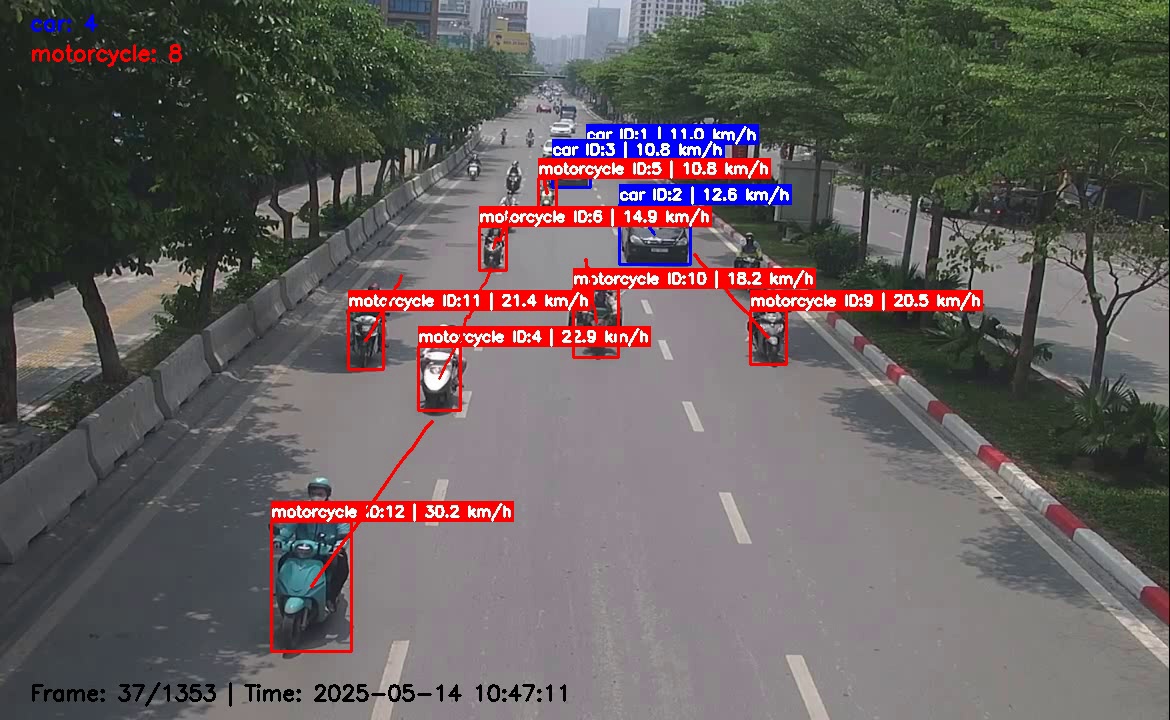 car: 4
motorcycle: 8
car ID:1 | 11.0 km/h
car ID:3 | 10.8 km/h
motorcycle ID:5 | 10.8 km/h
car ID:2 | 12.6 km/h
motorcycle ID:6 | 14.9 km/h
motorcycle ID:10 | 18.2 km/h
motorcycle ID:11 | 21.4 km/h
motorcycle ID:9 | 20.5 km/h
motorcycle ID:4 | 22.9 km/h
motorcycle ID:12 | 30.2 km/h
Frame: 37/1353 | Time: 2025-05-14 10:47:11